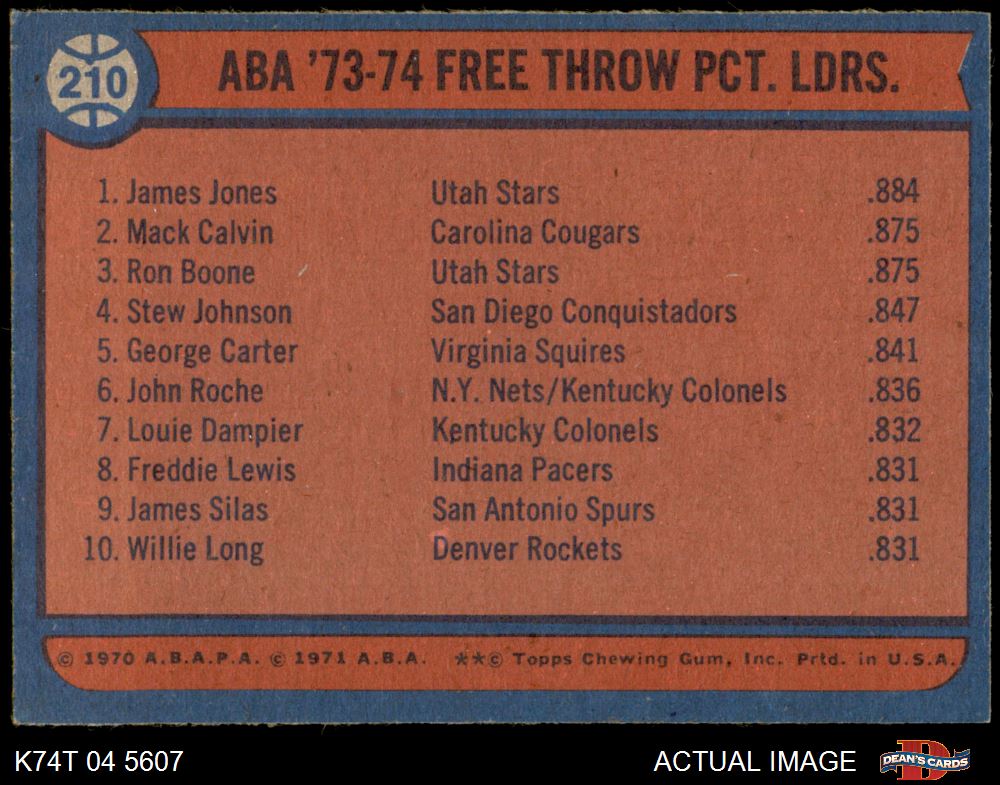 210
ABA '73-74 FREE THROW PCT. LDRS.
1. James Jones Utah Stars .884
2. Mack Calvin Carolina Cougars .875
3. Ron Boone Utah Stars .875
4. Stew Johnson San Diego Conquistadors .847
5. George Carter Virginia Squires .841
6. John Roche N.Y. Nets/Kentucky Colonels .836
7. Louie Dampier Kentucky Colonels .832
8. Freddie Lewis Indiana Pacers .831
9. James Silas San Antonio Spurs .831
10. Willie Long Denver Rockets .831
© 1970 A.B.A.P.A. © 1971 A.B.A. **© Topps Chewing Gum, Inc. Prtd. in U.S.A.
K74T 04 5607 ACTUAL IMAGE D DEAN'S CARDS